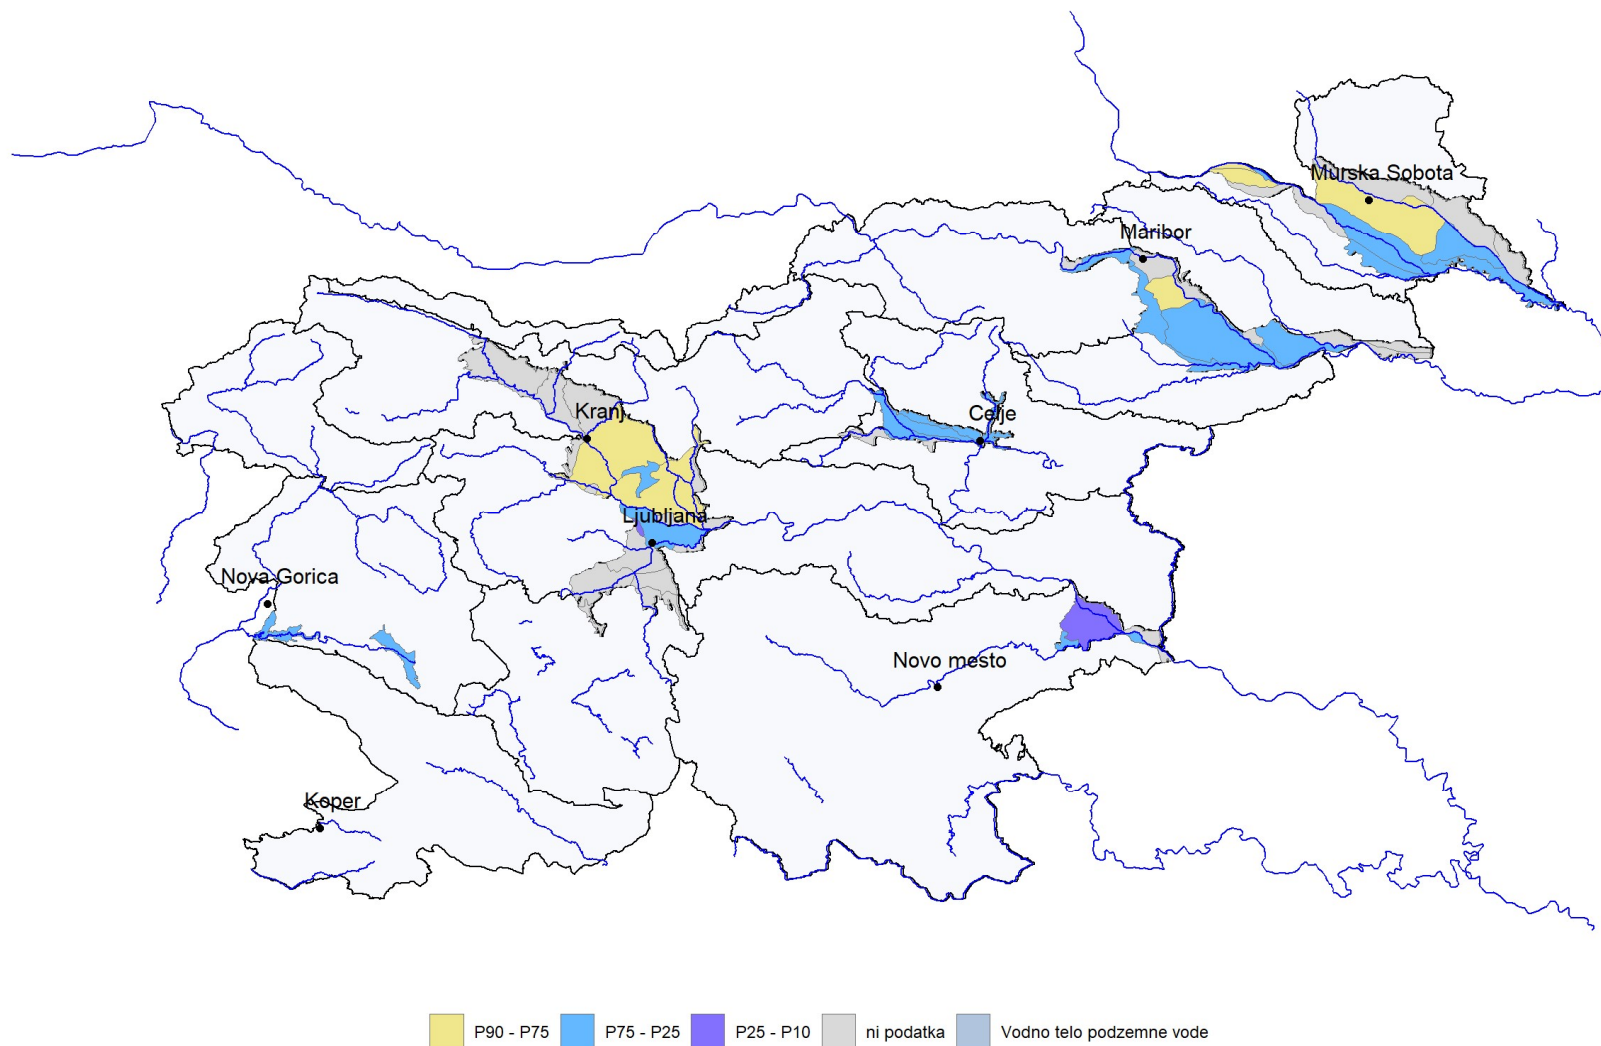 Murska Sobota
Maribor
Kranj
Celje
Ljubljana
Nova Gorica
Novo mesto
Koper
P90 - P75 P75 - P25 P25 - P10 ni podatka Vodno telo podzemne vode